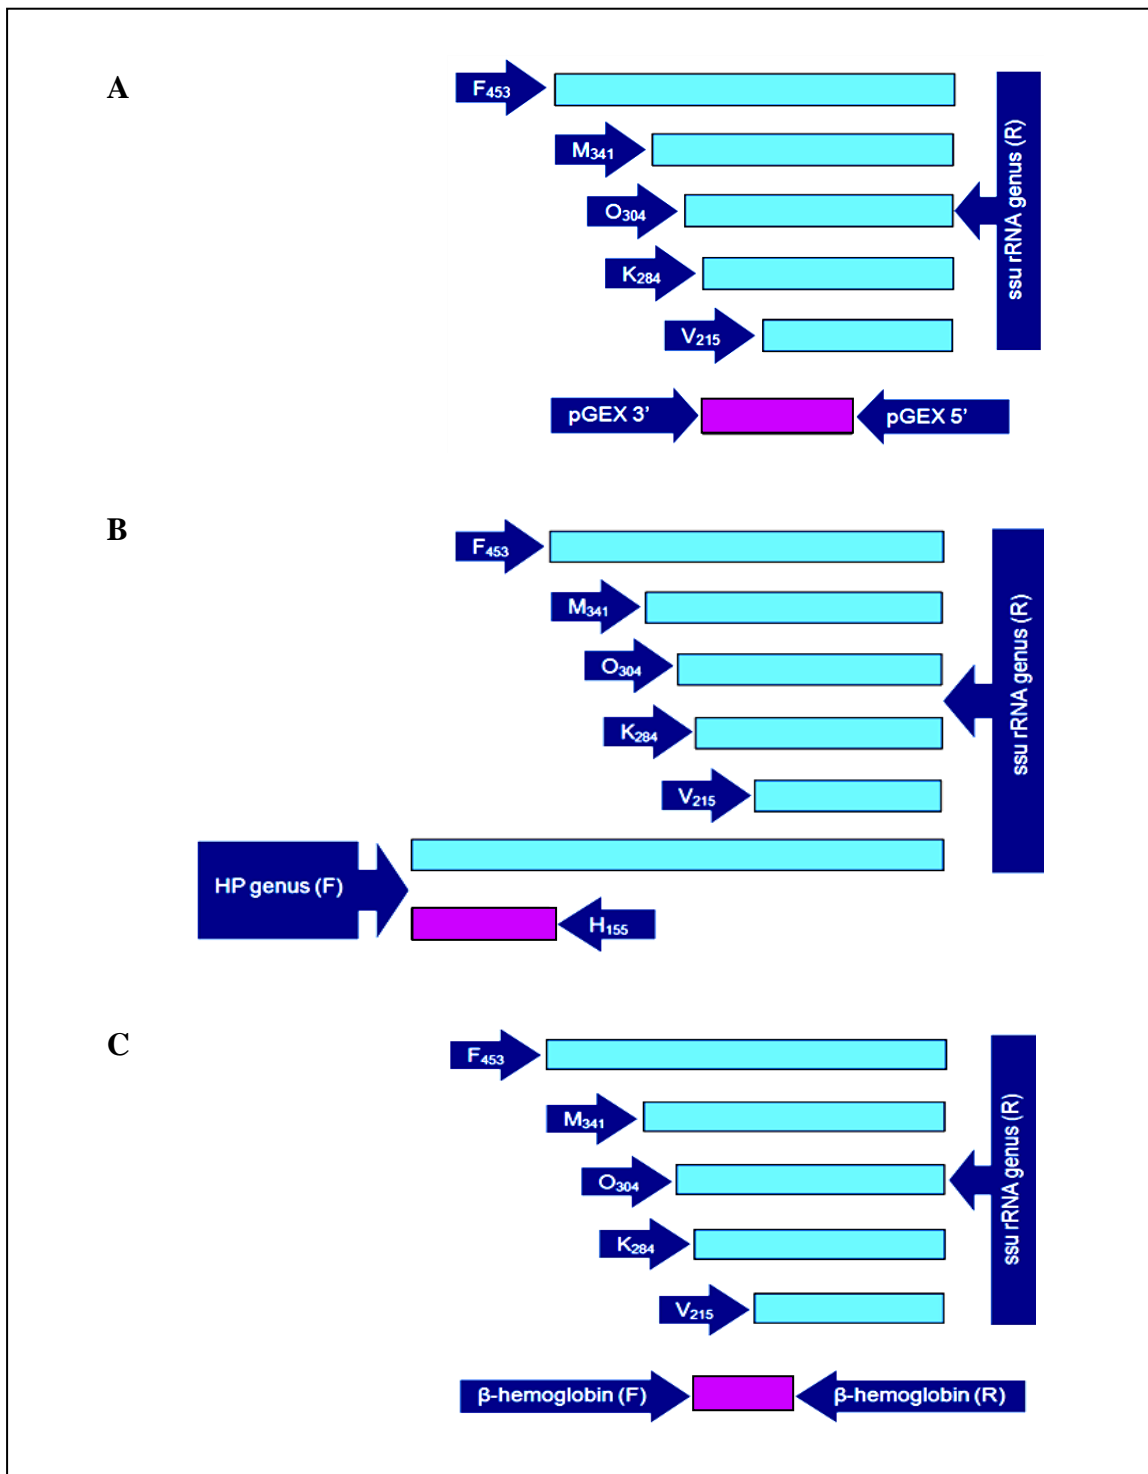 A
F453
M341
O304
K284
V215
ssu rRNA genus (R)
pGEX 3’
pGEX 5’
B
F453
M341
O304
K284
V215
ssu rRNA genus (R)
HP genus (F)
H155
C
F453
M341
O304
K284
V215
ssu rRNA genus (R)
β-hemoglobin (F)
β-hemoglobin (R)